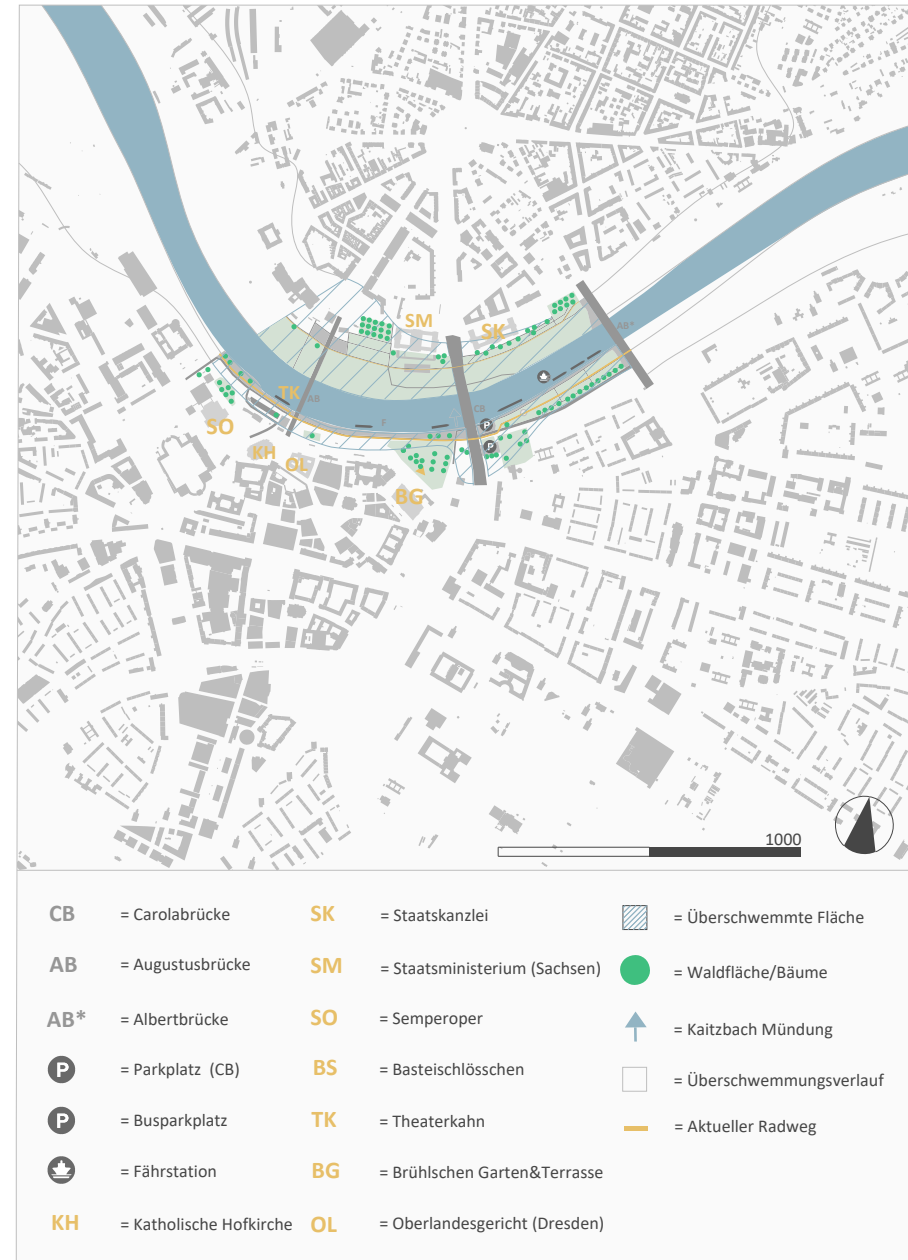 SM
SK
AB*
TK
AB
CB
F
P
SO
P
KH
OL
BG
1000
CB = Carolabrücke
AB = Augustusbrücke
AB* = Albertbrücke
P = Parkplatz (CB)
P = Busparkplatz
= Fährstation
KH = Katholische Hofkirche
SK = Staatskanzlei
SM = Staatsministerium (Sachsen)
SO = Semperoper
BS = Basteischlösschen
TK = Theaterkahn
BG = Brühlschen Garten&Terrasse
OL = Oberlandesgericht (Dresden)
= Überschwemmte Fläche
= Waldfläche/Bäume
= Kaitzbach Mündung
= Überschwemmungsverlauf
= Aktueller Radweg